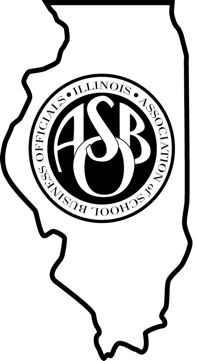 ILLINOIS • ASSOCIATION of SCHOOL BUSINESS OFFICIALS •
ASBO